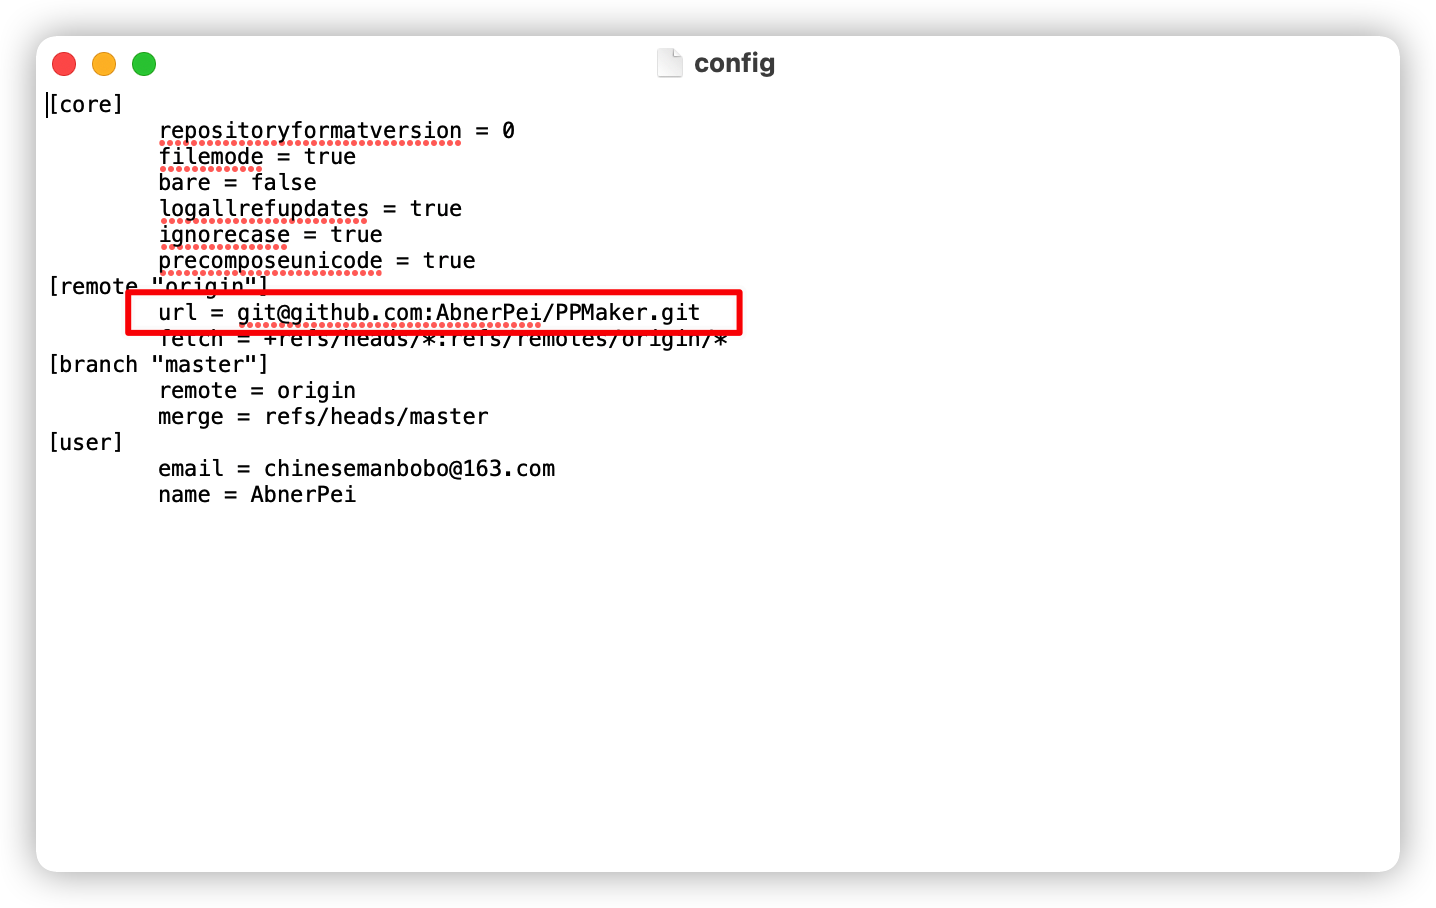 config
[core]
repositoryformatversion = 0
filemode = true
bare = false
logallrefupdates = true
ignorecase = true
precomposeunicode = true
[remote "origin"]
url = git@github.com:AbnerPei/PPMaker.git
fetch = +refs/heads/*:refs/remotes/origin/*
[branch "master"]
remote = origin
merge = refs/heads/master
[user]
email = chinesemanbobo@163.com
name = AbnerPei